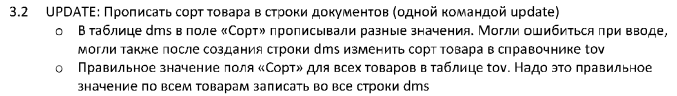 3.2 UPDATE: Прописать сорт товара в строки документов (одной командой update)
o В таблице dms в поле «Сорт» прописывали разные значения. Могли ошибиться при вводе,
могли также после создания строки dms изменить сорт товара в справочнике tov
o Правильное значение поля «Сорт» для всех товаров в таблице tov. Надо это правильное
значение по всем товарам записать во все строки dms